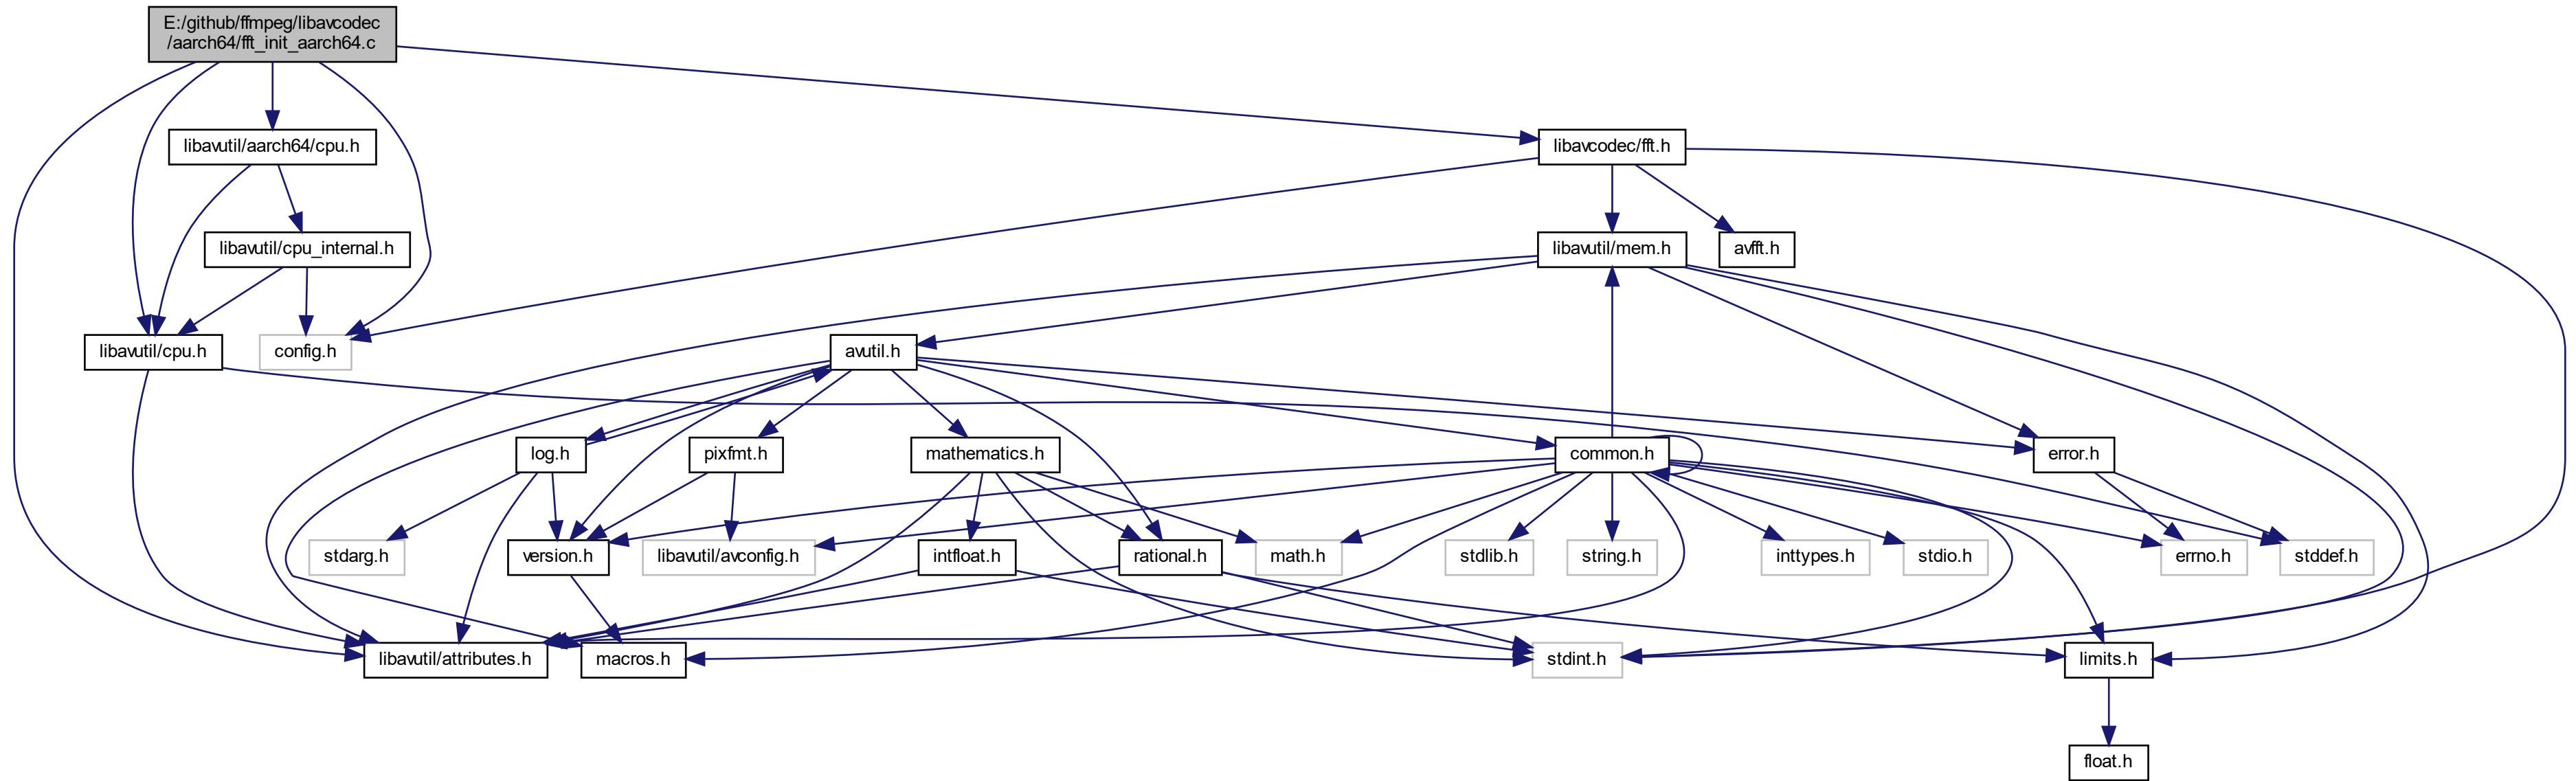 E:/github/ffmpeg/libavcodec
/aarch64/fft_init_aarch64.c
libavutil/aarch64/cpu.h
libavcodec/fft.h
libavutil/cpu_internal.h
libavutil/mem.h
avfft.h
libavutil/cpu.h
config.h
avutil.h
log.h
pixfmt.h
mathematics.h
common.h
error.h
stdarg.h
version.h
libavutil/avconfig.h
intfloat.h
rational.h
math.h
stdlib.h
string.h
inttypes.h
stdio.h
errno.h
stddef.h
libavutil/attributes.h
macros.h
stdint.h
limits.h
float.h